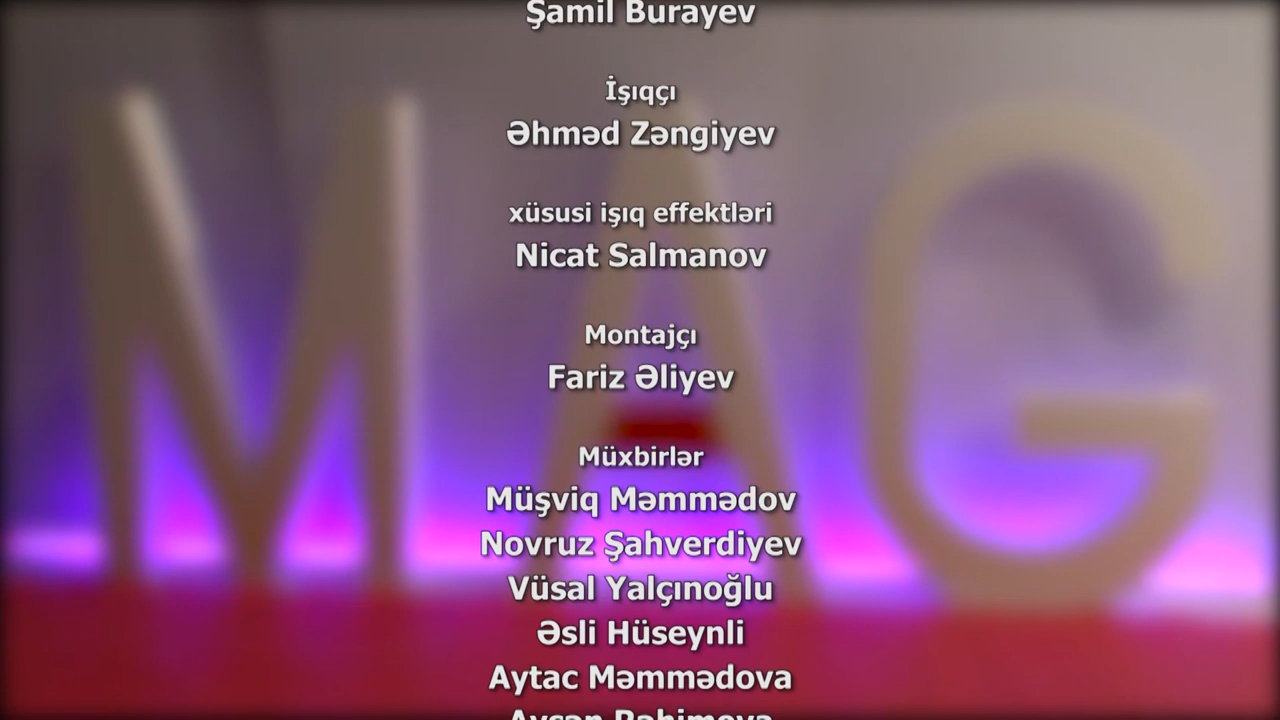 Şamil Burayev
İşıqçı
Əhməd Zəngiyev
xüsusi işıq effektləri
Nicat Salmanov
Montajçı
Fariz Əliyev
Müxbirlər
Müşviq Məmmədov
Novruz Şahverdiyev
Vüsal Yalçınoğlu
Əsli Hüseynli
Aytac Məmmədova
MAG